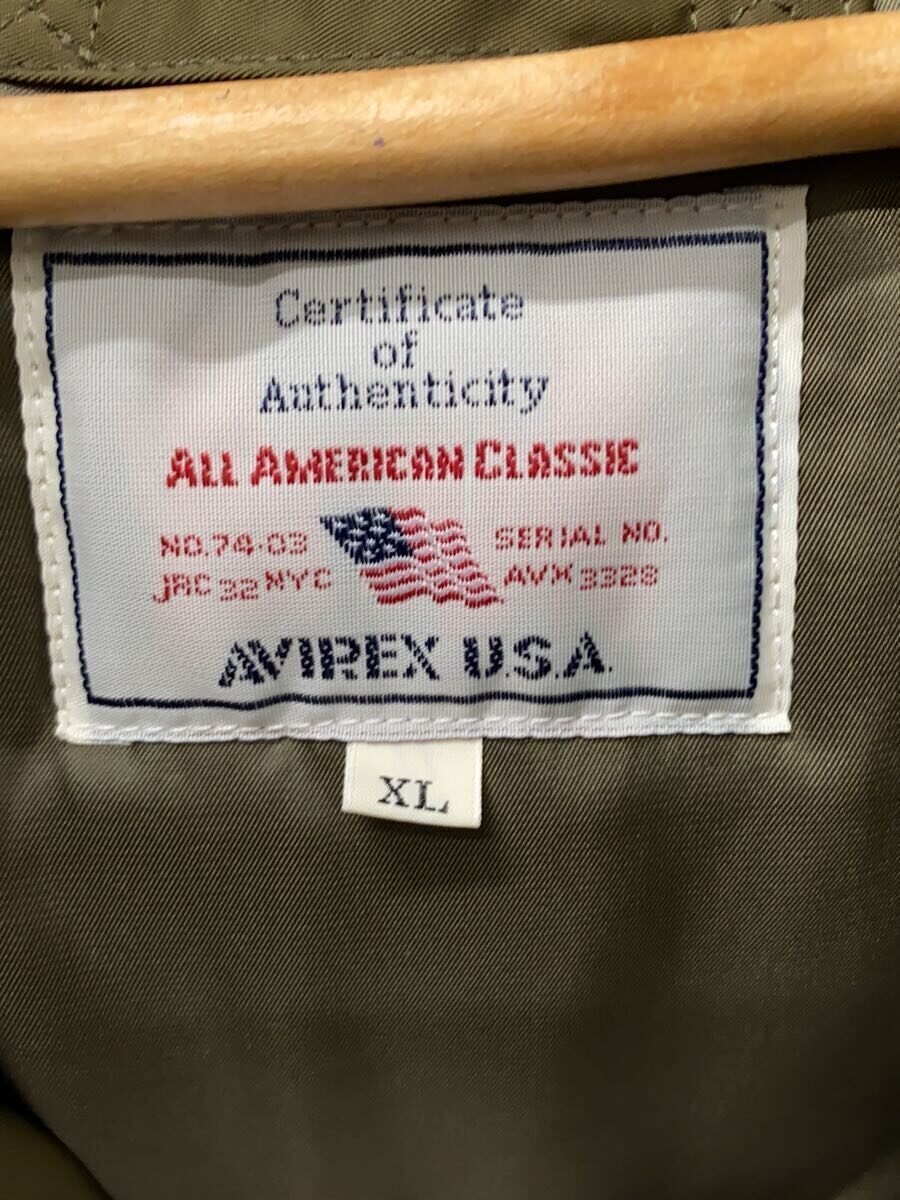 Certificate
of
Authenticity
ALL AMERICAN CLASSIC
NO.74-03 SERIAL NO.
JRC 32 NYC AVX 3328
AVIREX U.S.A.
XL